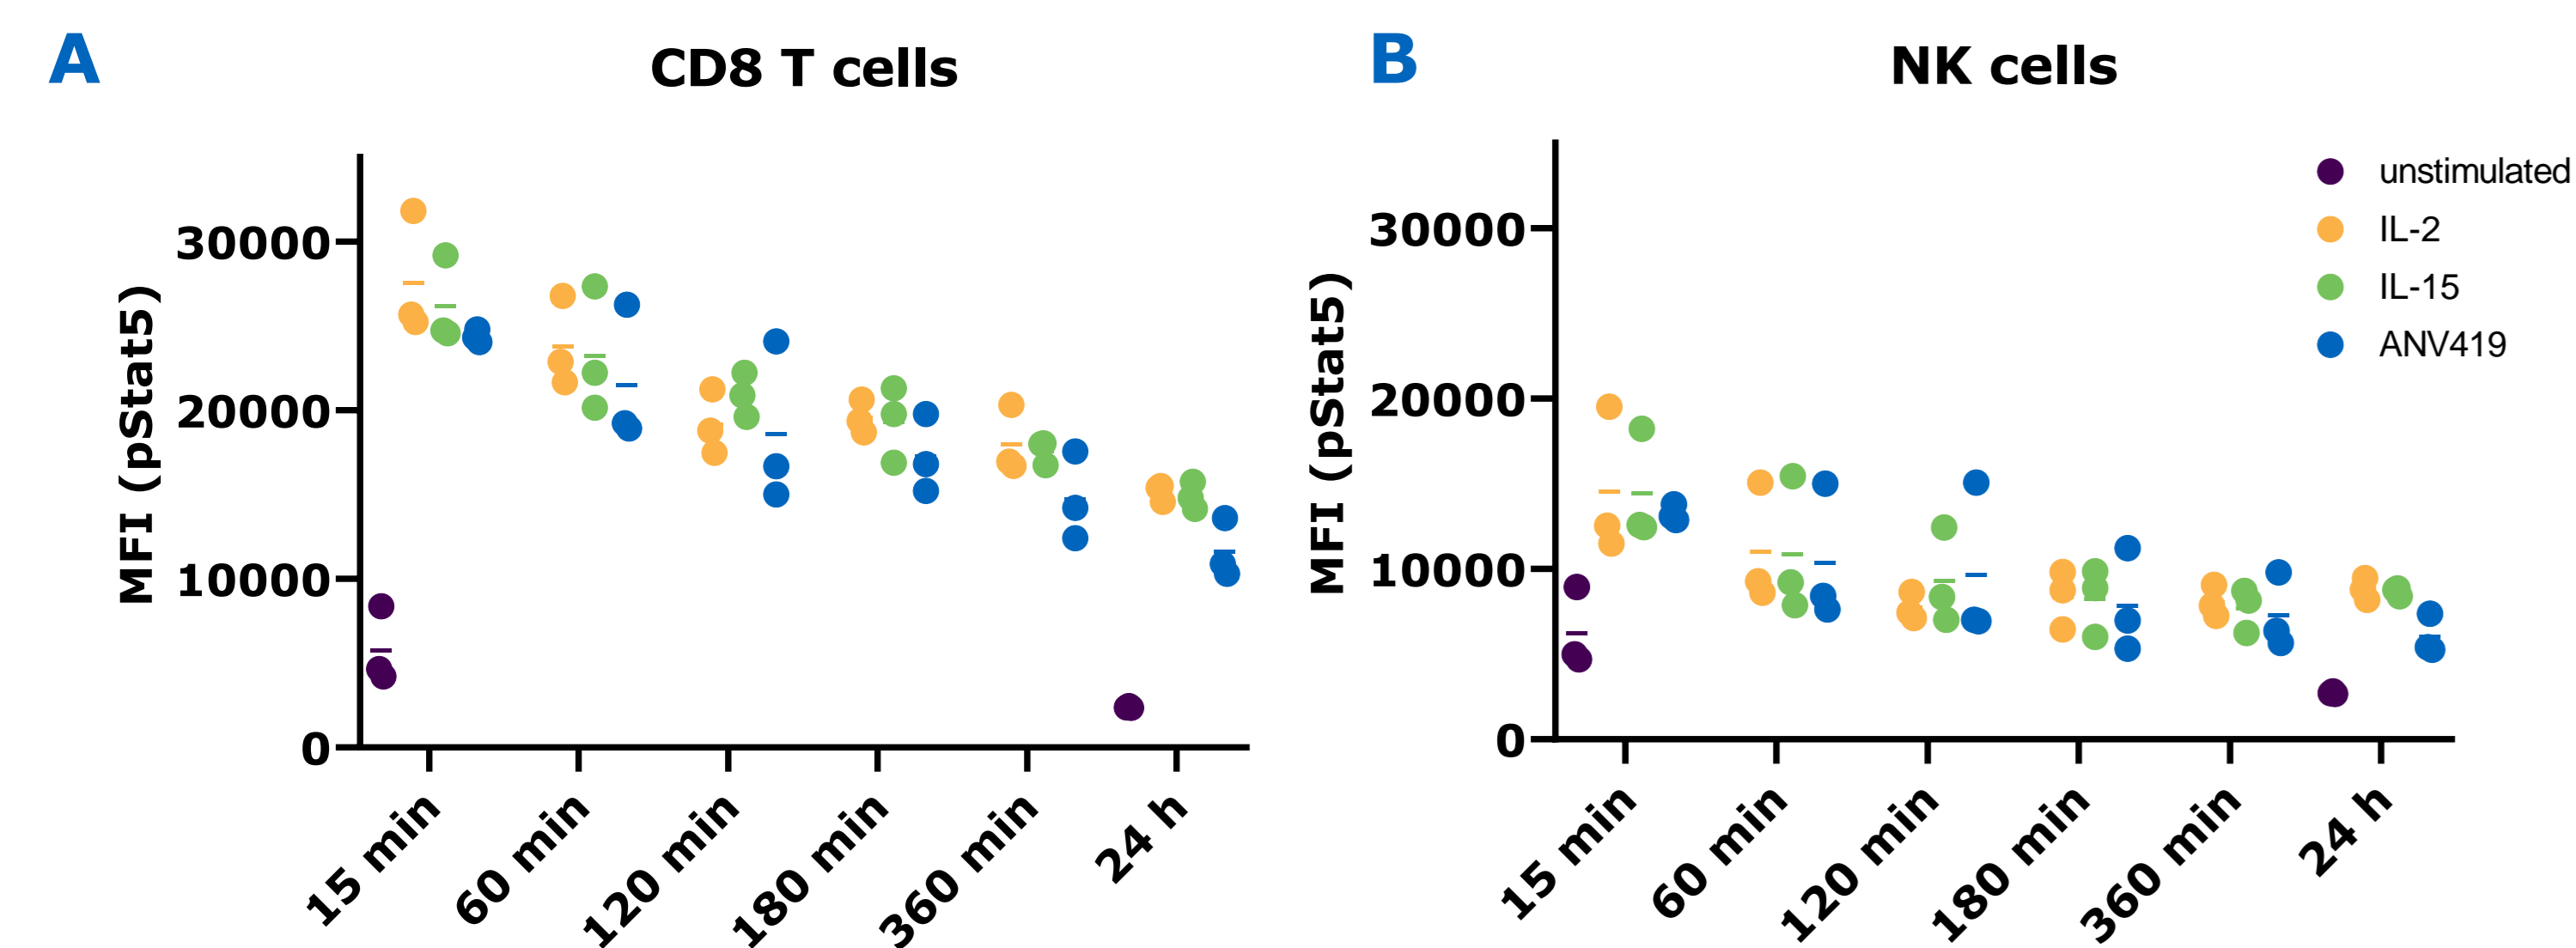 A
CD8 T cells
MFI (pStat5)
30000
20000
10000
0
15 min
60 min
120 min
180 min
360 min
24 h
B
NK cells
MFI (pStat5)
30000
20000
10000
0
15 min
60 min
120 min
180 min
360 min
24 h
unstimulated
IL-2
IL-15
ANV419